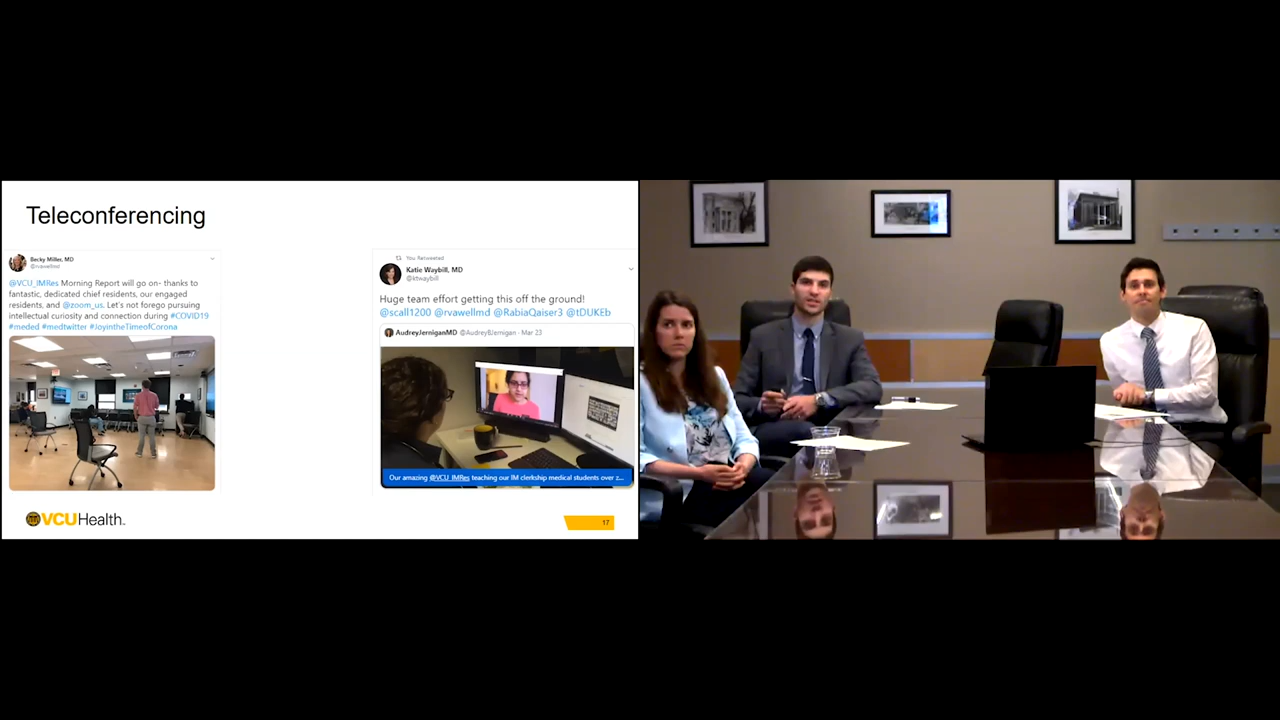 Teleconferencing
Becky Miller, MD
@rvawellmd
@VCU_IMRes Morning Report will go on- thanks to
fantastic, dedicated chief residents, our engaged
residents, and @zoom_us. Let's not forego pursuing
intellectual curiosity and connection during #COVID19
#meded #medtwitter #JoyintheTimeofCorona
You Retweeted
Katie Waybill, MD
@ktwaybill
Huge team effort getting this off the ground!
@scall1200 @rvawellmd @RabiaQaiser3 @tDUKEb
AudreyJerniganMD @AudreyBJernigan · Mar 23
Our amazing @VCU_IMRes teaching our IM clerkship medical students over z...
VCUHealth.
17